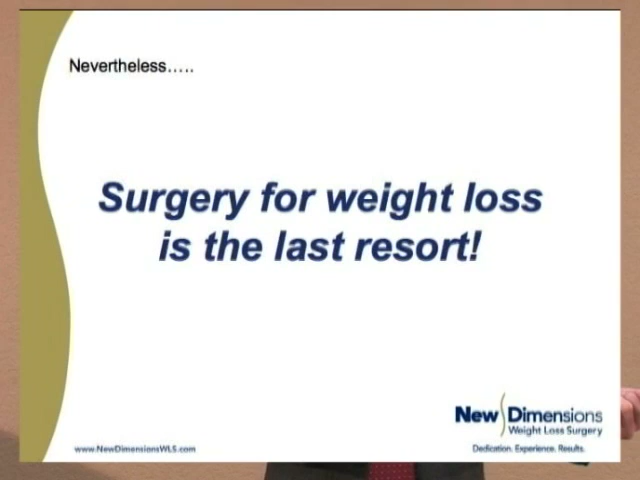 Nevertheless…..
Surgery for weight loss
is the last resort!
New Dimensions
Weight Loss Surgery
www.NewDimensionsWLS.com
Dedication. Experience. Results.